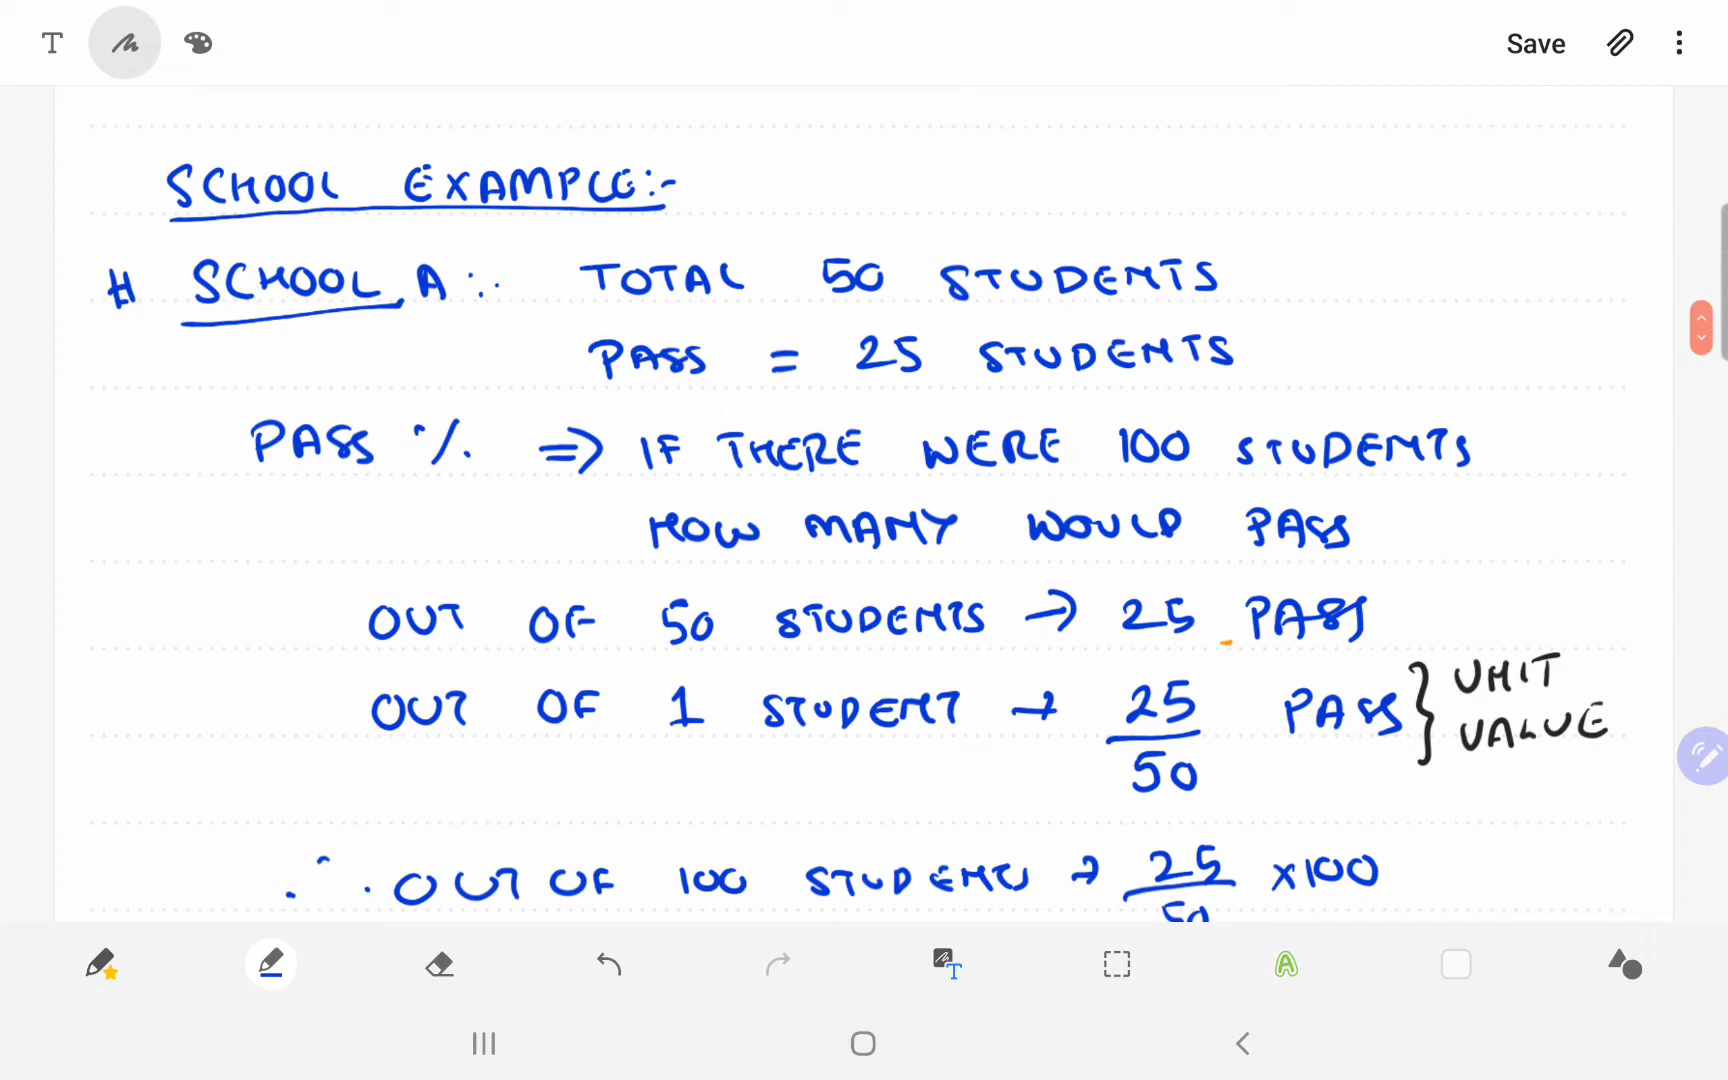 Save
SCHOOL EXAMPLE:-
# SCHOOL A :- TOTAL 50 STUDENTS
PASS = 25 STUDENTS
PASS % => IF THERE WERE 100 STUDENTS
HOW MANY WOULD PASS
OUT OF 50 STUDENTS → 25 PASS
OUT OF 1 STUDENT → 25/50 PASS } UNIT VALUE
∴ OUT OF 100 STUDENTS → 25/50 x100